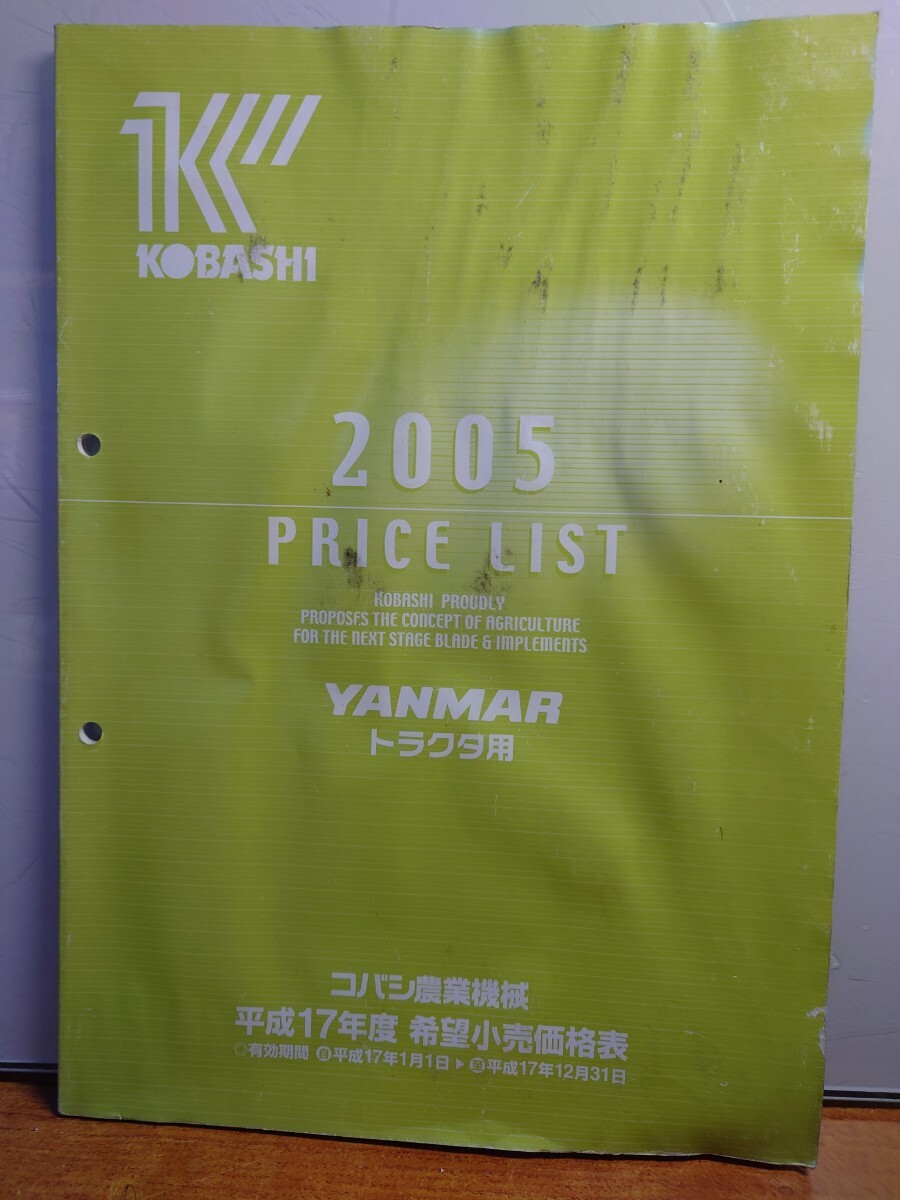 KOBASHI
2005
PRICE LIST
KOBASHI PROUDLY
PROPOSES THE CONCEPT OF AGRICULTURE
FOR THE NEXT STAGE BLADE & IMPLEMENTS
YANMAR
トラクタ用
コバシ農業機械
平成17年度 希望小売価格表
◎有効期間 自平成17年1月1日▶至平成17年12月31日